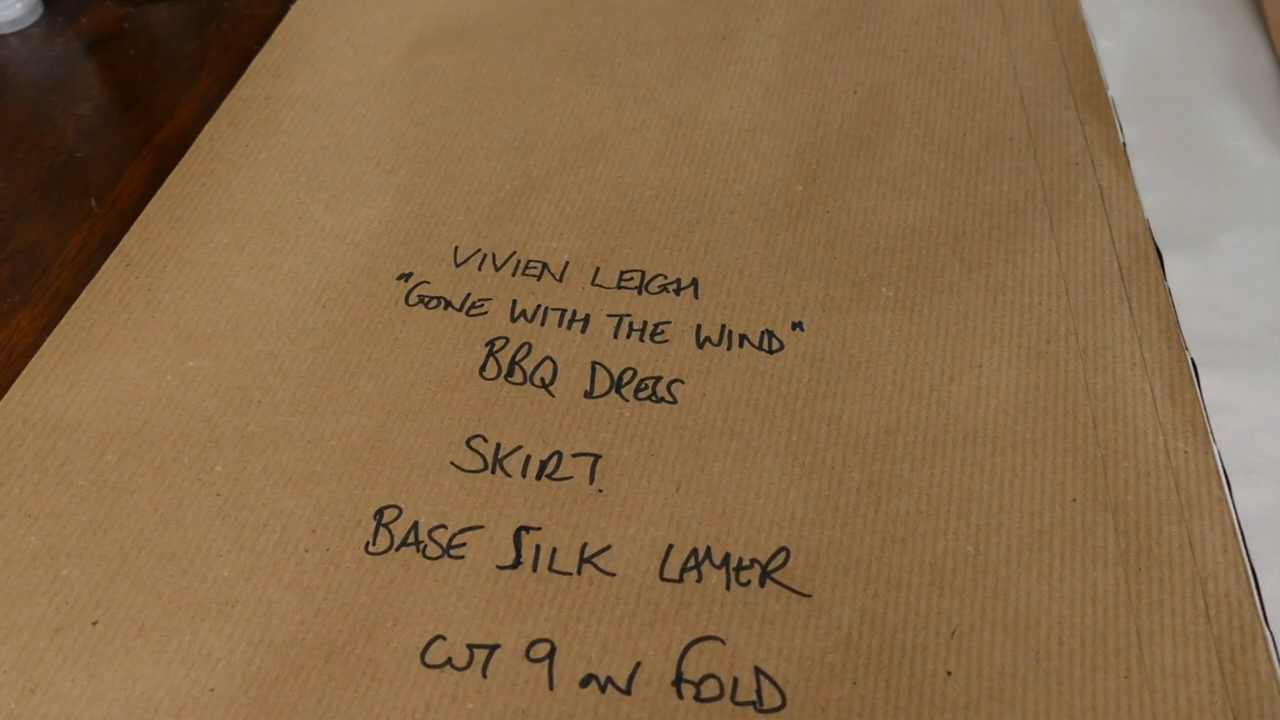 VIVIEN LEIGH
"GONE WITH THE WIND"
BBQ DRESS
SKIRT.
BASE SILK LAYER
CUT 9 ON FOLD